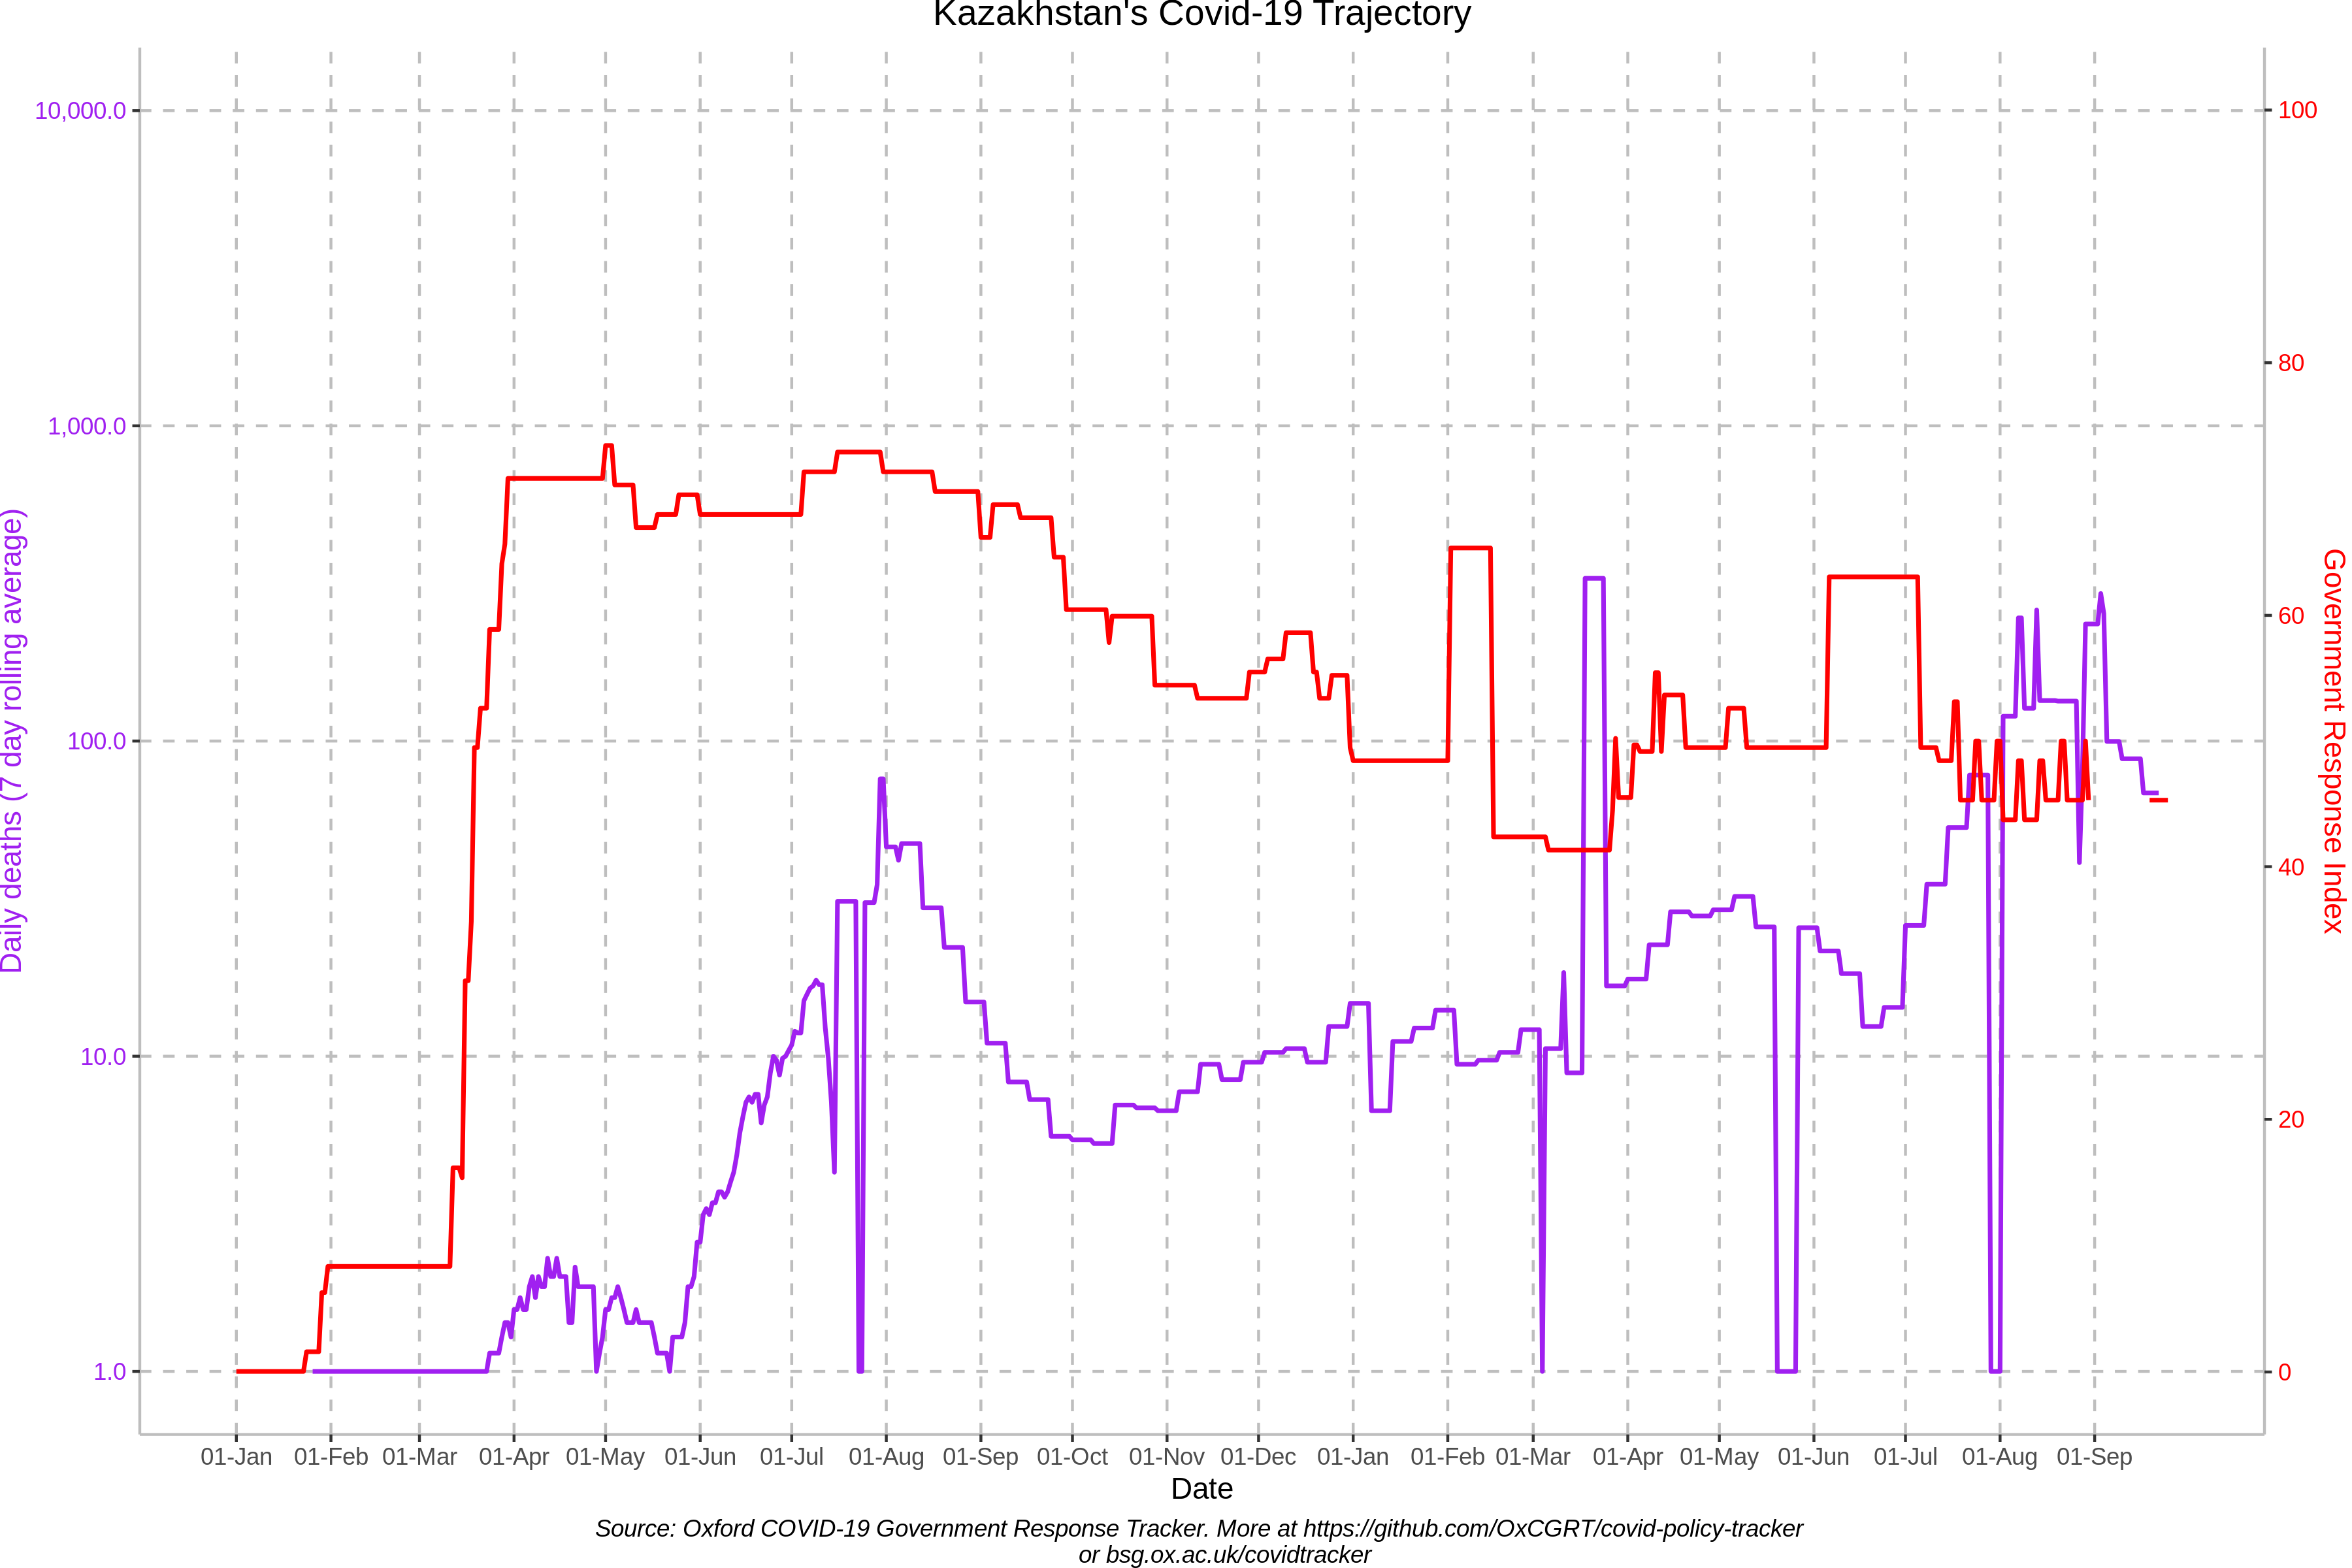 Kazakhstan's Covid-19 Trajectory
10,000.0
1,000.0
100.0
10.0
1.0
Daily deaths (7 day rolling average)
100
80
60
40
20
0
Government Response Index
01-Jan 01-Feb 01-Mar 01-Apr 01-May 01-Jun 01-Jul 01-Aug 01-Sep 01-Oct 01-Nov 01-Dec 01-Jan 01-Feb 01-Mar 01-Apr 01-May 01-Jun 01-Jul 01-Aug 01-Sep
Date
Source: Oxford COVID-19 Government Response Tracker. More at https://github.com/OxCGRT/covid-policy-tracker
or bsg.ox.ac.uk/covidtracker